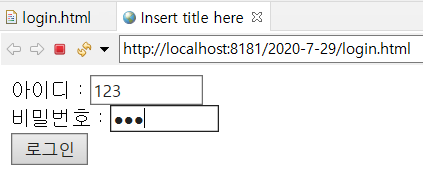 login.html
Insert title here
http://localhost:8181/2020-7-29/login.html
아이디 : 123
비밀번호 : ●●●
로그인